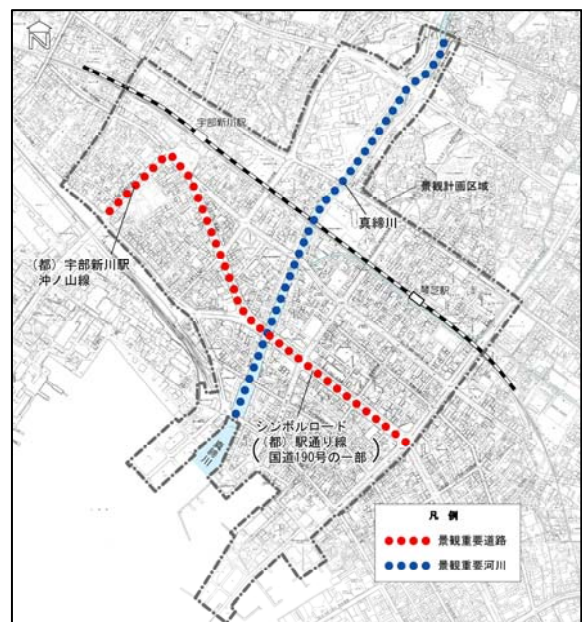 N
宇部新川駅
景観計画区域
真締川
(都)宇部新川駅
沖ノ山線
琴芝駅
シンボルロード
(都)駅通り線
国道190号の一部
真締川
凡例
景観重要道路
景観重要河川